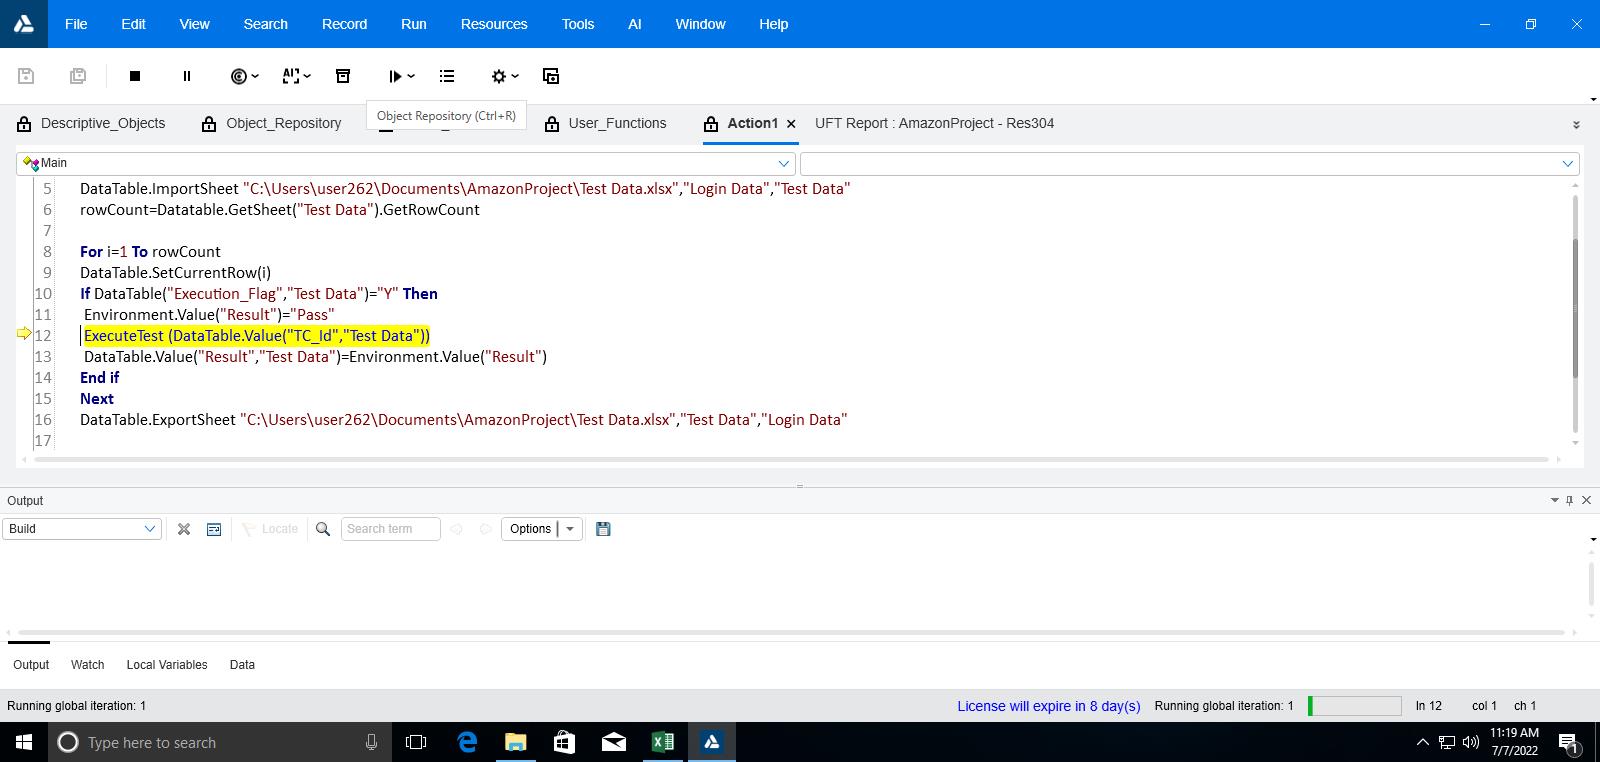 File Edit View Search Record Run Resources Tools AI Window Help
Object Repository (Ctrl+R)
Descriptive_Objects Object_Repository User_Functions Action1 UFT Report : AmazonProject - Res304
Main
5 DataTable.ImportSheet "C:\Users\user262\Documents\AmazonProject\Test Data.xlsx","Login Data","Test Data"
6 rowCount=Datatable.GetSheet("Test Data").GetRowCount
7
8 For i=1 To rowCount
9 DataTable.SetCurrentRow(i)
10 If DataTable("Execution_Flag","Test Data")="Y" Then
11 Environment.Value("Result")="Pass"
12 ExecuteTest (DataTable.Value("TC_Id","Test Data"))
13 DataTable.Value("Result","Test Data")=Environment.Value("Result")
14 End if
15 Next
16 DataTable.ExportSheet "C:\Users\user262\Documents\AmazonProject\Test Data.xlsx","Test Data","Login Data"
17
Output
Build Locate Search term Options
Output Watch Local Variables Data
Running global iteration: 1 License will expire in 8 day(s) Running global iteration: 1 ln 12 col 1 ch 1
Type here to search
11:19 AM
7/7/2022
1